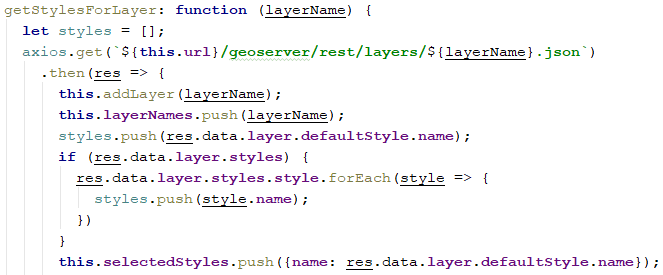 getStylesForLayer: function (layerName) {
let styles = [];
axios.get(`${this.url}/geoserver/rest/layers/${layerName}.json`)
.then(res => {
this.addLayer(layerName);
this.layerNames.push(layerName);
styles.push(res.data.layer.defaultStyle.name);
if (res.data.layer.styles) {
res.data.layer.styles.style.forEach(style => {
styles.push(style.name);
})
}
this.selectedStyles.push({name: res.data.layer.defaultStyle.name});